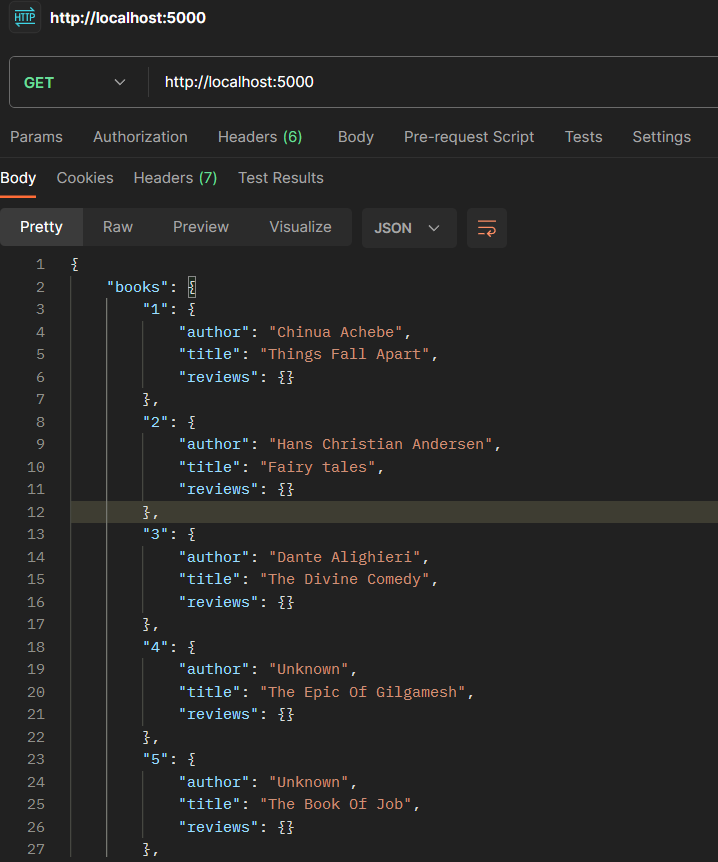 HTTP http://localhost:5000
GET http://localhost:5000
Params Authorization Headers (6) Body Pre-request Script Tests Settings
Body Cookies Headers (7) Test Results
Pretty Raw Preview Visualize JSON
1 {
2 "books": {
3 "1": {
4 "author": "Chinua Achebe",
5 "title": "Things Fall Apart",
6 "reviews": {}
7 },
8 "2": {
9 "author": "Hans Christian Andersen",
10 "title": "Fairy tales",
11 "reviews": {}
12 },
13 "3": {
14 "author": "Dante Alighieri",
15 "title": "The Divine Comedy",
16 "reviews": {}
17 },
18 "4": {
19 "author": "Unknown",
20 "title": "The Epic Of Gilgamesh",
21 "reviews": {}
22 },
23 "5": {
24 "author": "Unknown",
25 "title": "The Book Of Job",
26 "reviews": {}
27 },